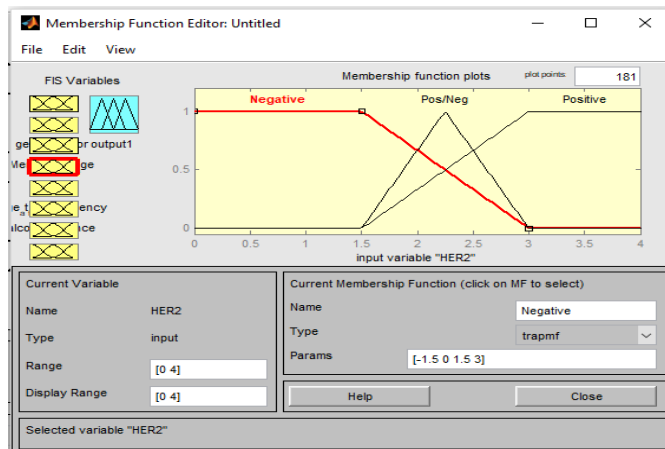 Membership Function Editor: Untitled
File Edit View
FIS Variables
Membership function plots
plot points 181
Negative Pos/Neg Positive
output1
1
0.5
0
0 0.5 1 1.5 2 2.5 3 3.5 4
input variable "HER2"
Current Variable
Name HER2
Type input
Range [0 4]
Display Range [0 4]
Current Membership Function (click on MF to select)
Name Negative
Type trapmf
Params [-1.5 0 1.5 3]
Help Close
Selected variable "HER2"